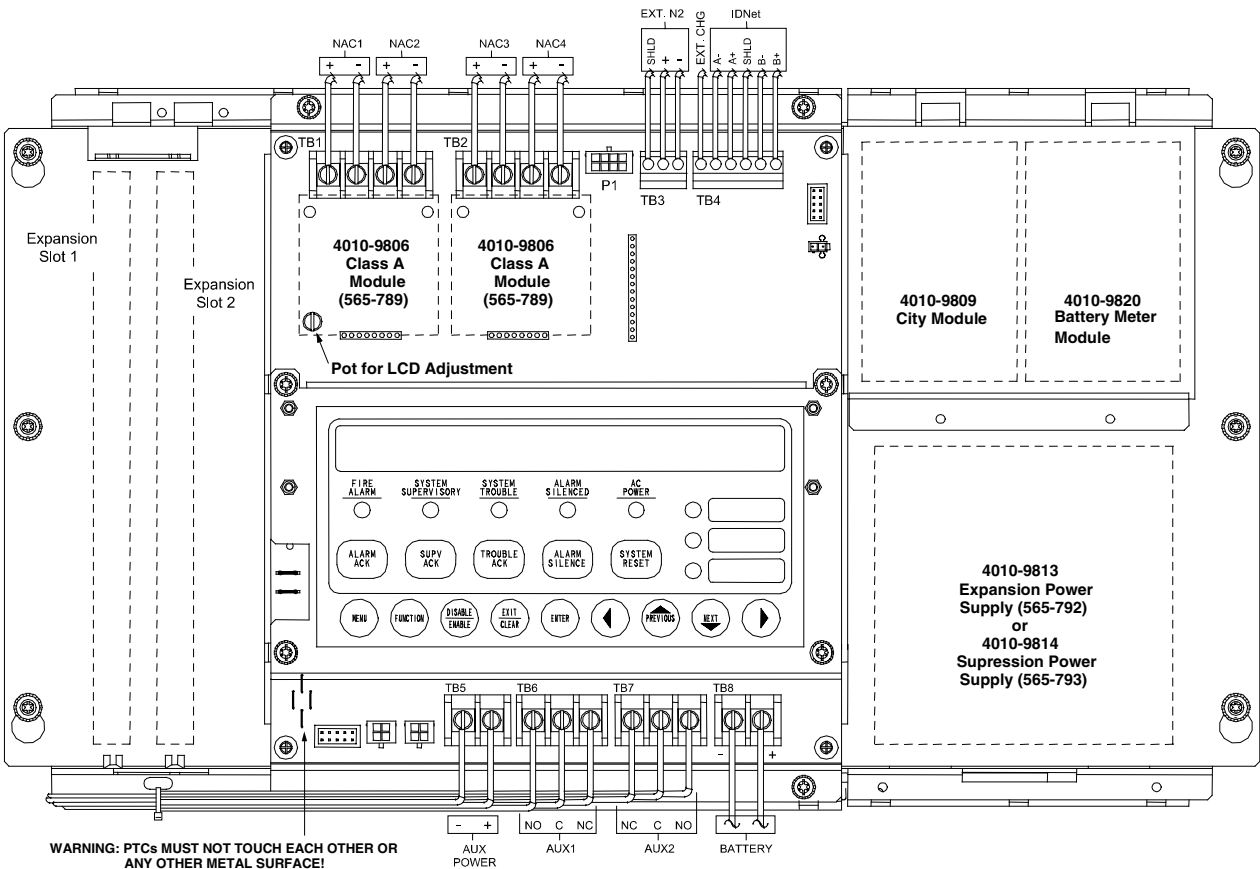 EXT. N2
IDNet
NAC1
NAC2
NAC3
NAC4
+ -
+ -
+ -
+ -
SHLD
+
-
EXT. CHG
A-
A+
SHLD
B-
B+
TB1
TB2
P1
TB3
TB4
Expansion
Slot 1
Expansion
Slot 2
4010-9806
Class A
Module
(565-789)
4010-9806
Class A
Module
(565-789)
Pot for LCD Adjustment
4010-9809
City Module
4010-9820
Battery Meter
Module
FIRE
ALARM
SYSTEM
SUPERVISORY
SYSTEM
TROUBLE
ALARM
SILENCED
AC
POWER
ALARM
ACK
SUPV
ACK
TROUBLE
ACK
ALARM
SILENCE
SYSTEM
RESET
MENU
FUNCTION
DISABLE
ENABLE
EXIT
CLEAR
ENTER
PREVIOUS
NEXT
4010-9813
Expansion Power
Supply (565-792)
or
4010-9814
Supression Power
Supply (565-793)
TB5
TB6
TB7
TB8
- +
- +
AUX
POWER
NO C NC
AUX1
NC C NO
AUX2
BATTERY
WARNING: PTCs MUST NOT TOUCH EACH OTHER OR
ANY OTHER METAL SURFACE!